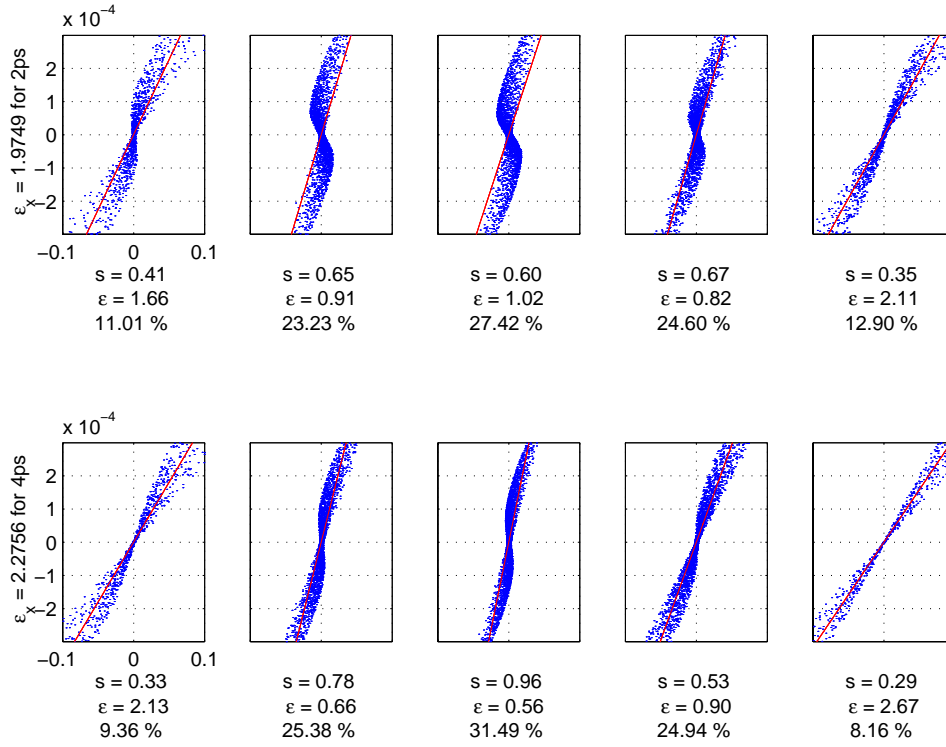 x 10⁻⁴
ε_x = 1.9749 for 2ps
2
1
0
−1
−2
−0.1 0 0.1
s = 0.41
ε = 1.66
11.01 %
s = 0.65
ε = 0.91
23.23 %
s = 0.60
ε = 1.02
27.42 %
s = 0.67
ε = 0.82
24.60 %
s = 0.35
ε = 2.11
12.90 %
x 10⁻⁴
ε_x = 2.2756 for 4ps
2
1
0
−1
−2
−0.1 0 0.1
s = 0.33
ε = 2.13
9.36 %
s = 0.78
ε = 0.66
25.38 %
s = 0.96
ε = 0.56
31.49 %
s = 0.53
ε = 0.90
24.94 %
s = 0.29
ε = 2.67
8.16 %